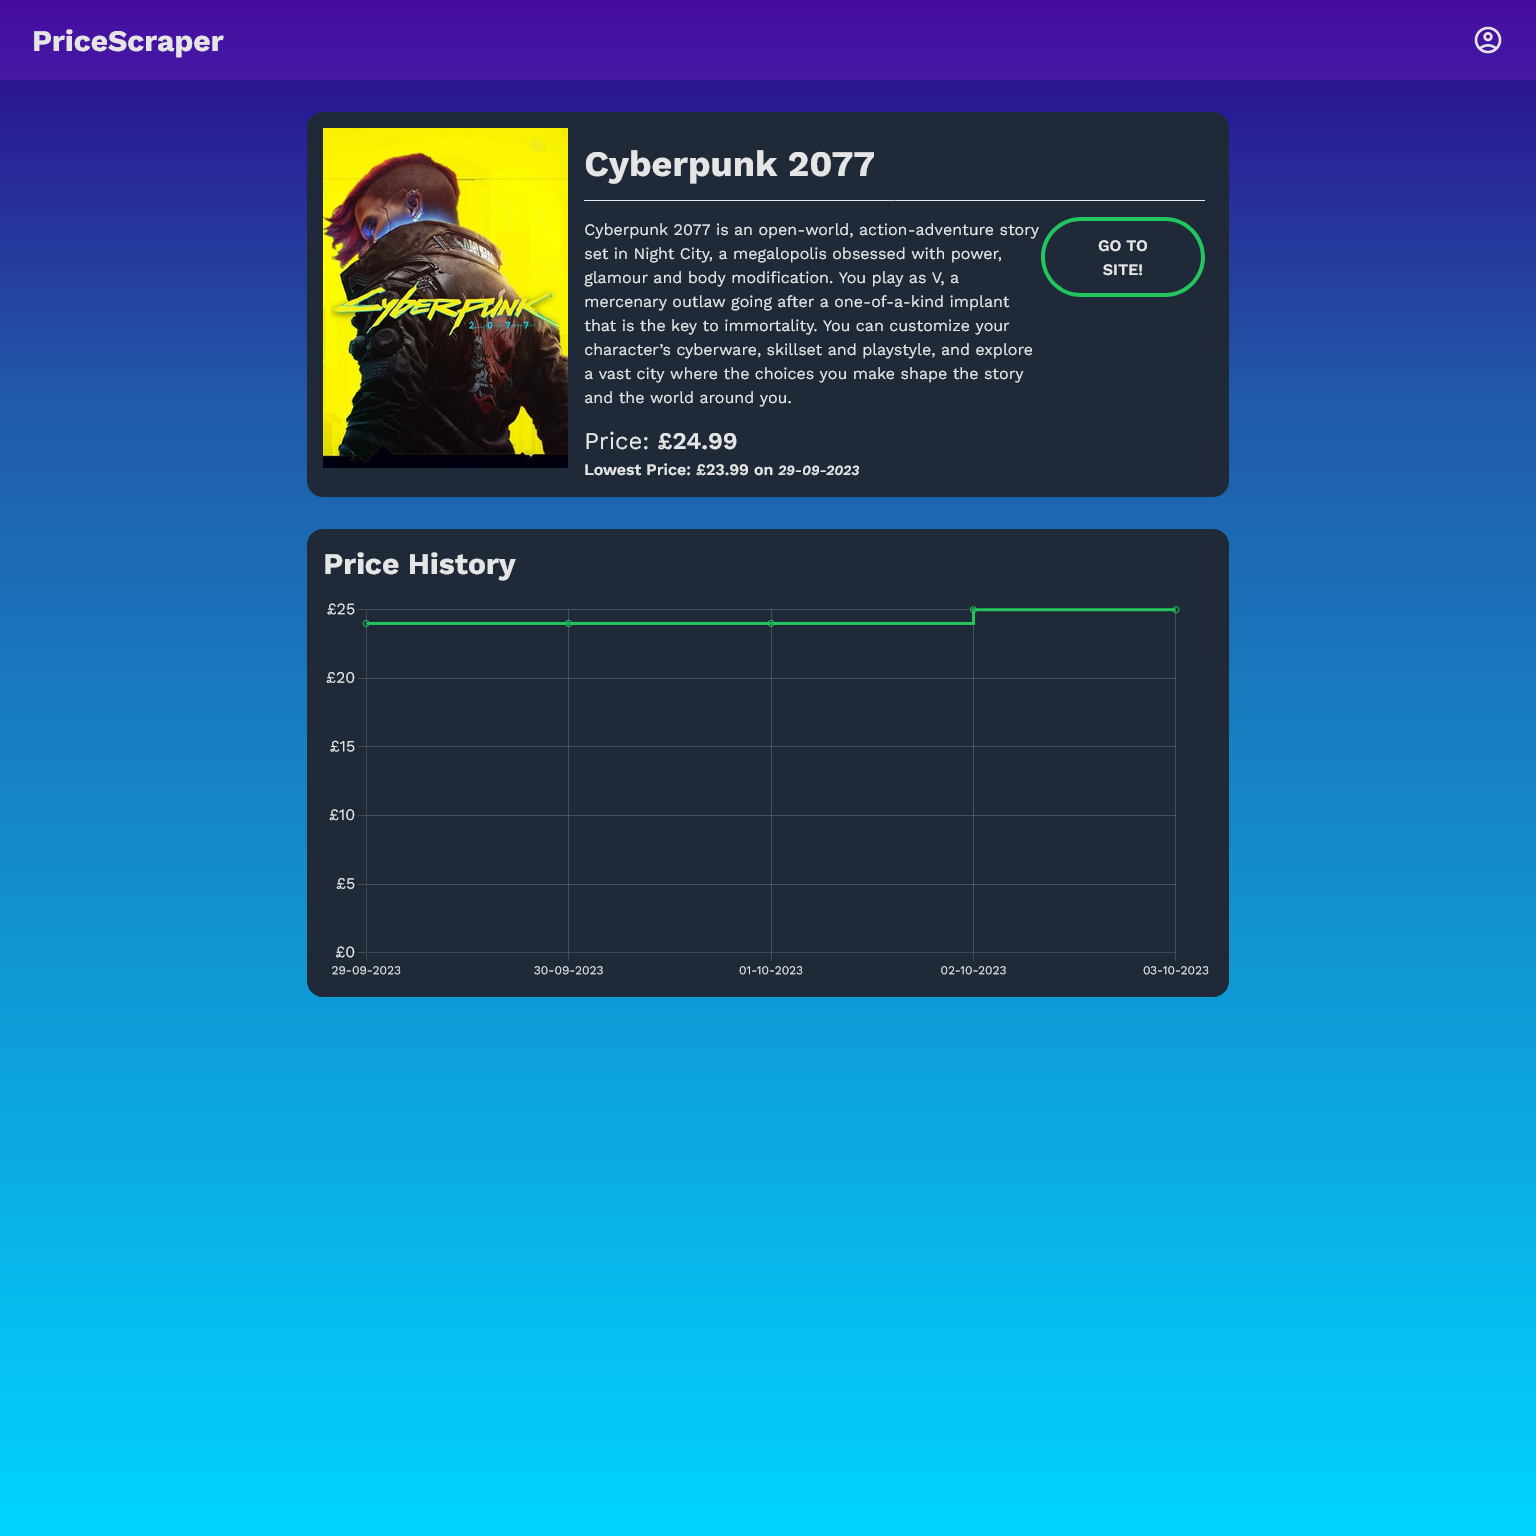 PriceScraper
Cyberpunk 2077
Cyberpunk 2077 is an open-world, action-adventure story
set in Night City, a megalopolis obsessed with power,
glamour and body modification. You play as V, a
mercenary outlaw going after a one-of-a-kind implant
that is the key to immortality. You can customize your
character’s cyberware, skillset and playstyle, and explore
a vast city where the choices you make shape the story
and the world around you.
GO TO
SITE!
Price: £24.99
Lowest Price: £23.99 on 29-09-2023
SAMURAI
Cyberpunk
2077
Price History
£25
£20
£15
£10
£5
£0
29-09-2023
30-09-2023
01-10-2023
02-10-2023
03-10-2023